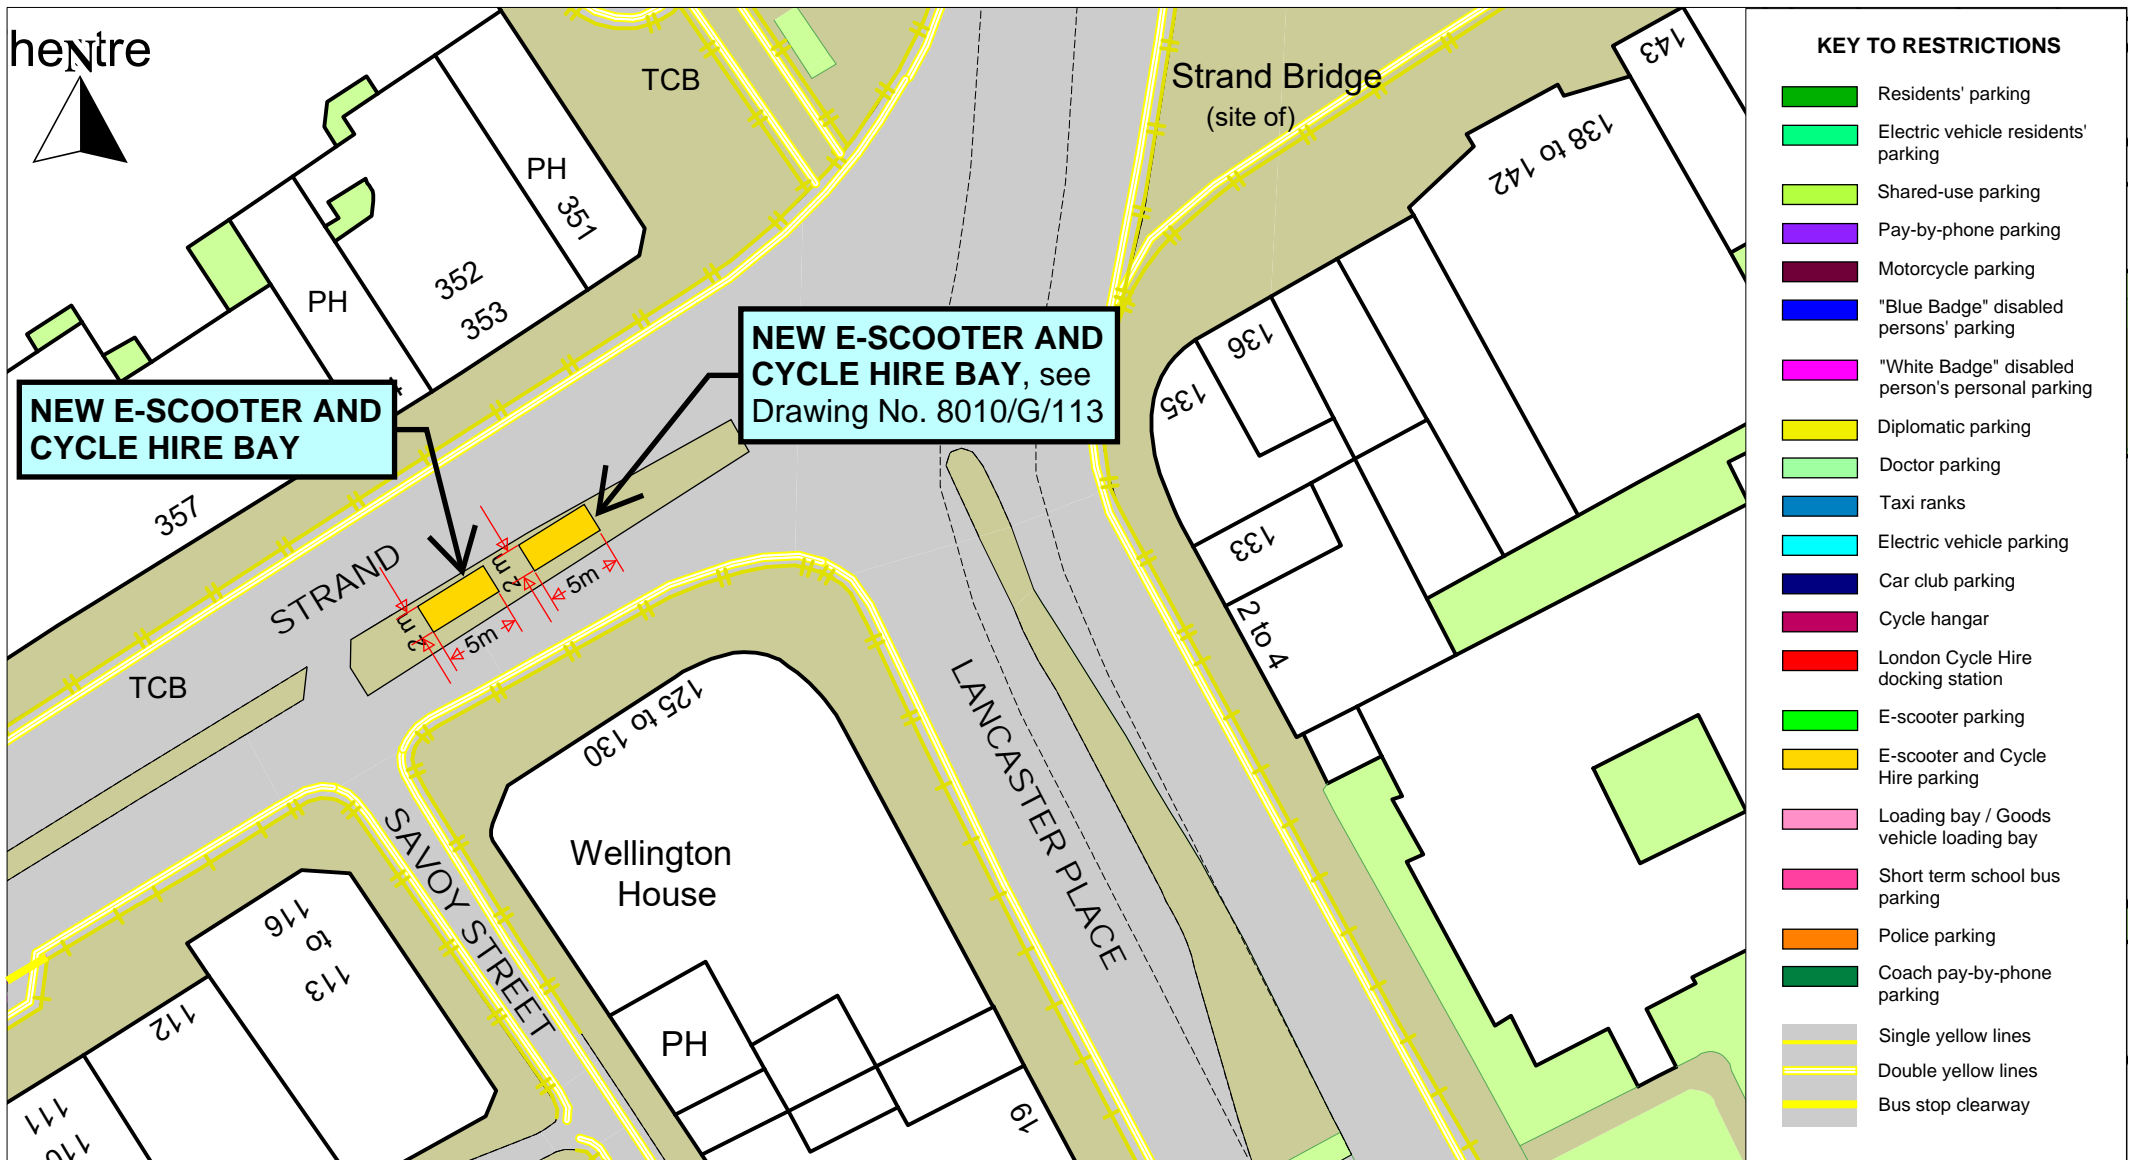 hentre
N
TCB
Strand Bridge
(site of)
143
138 to 142
PH
351
352
353
PH
NEW E-SCOOTER AND
CYCLE HIRE BAY, see
Drawing No. 8010/G/113
NEW E-SCOOTER AND
CYCLE HIRE BAY
136
135
133
2 to 4
357
STRAND
2 m
5m
2 m
5m
TCB
125 to 130
LANCASTER PLACE
SAVOY STREET
Wellington
House
116
to
113
112
111
110
PH
19
KEY TO RESTRICTIONS
Residents' parking
Electric vehicle residents'
parking
Shared-use parking
Pay-by-phone parking
Motorcycle parking
"Blue Badge" disabled
persons' parking
"White Badge" disabled
person's personal parking
Diplomatic parking
Doctor parking
Taxi ranks
Electric vehicle parking
Car club parking
Cycle hangar
London Cycle Hire
docking station
E-scooter parking
E-scooter and Cycle
Hire parking
Loading bay / Goods
vehicle loading bay
Short term school bus
parking
Police parking
Coach pay-by-phone
parking
Single yellow lines
Double yellow lines
Bus stop clearway